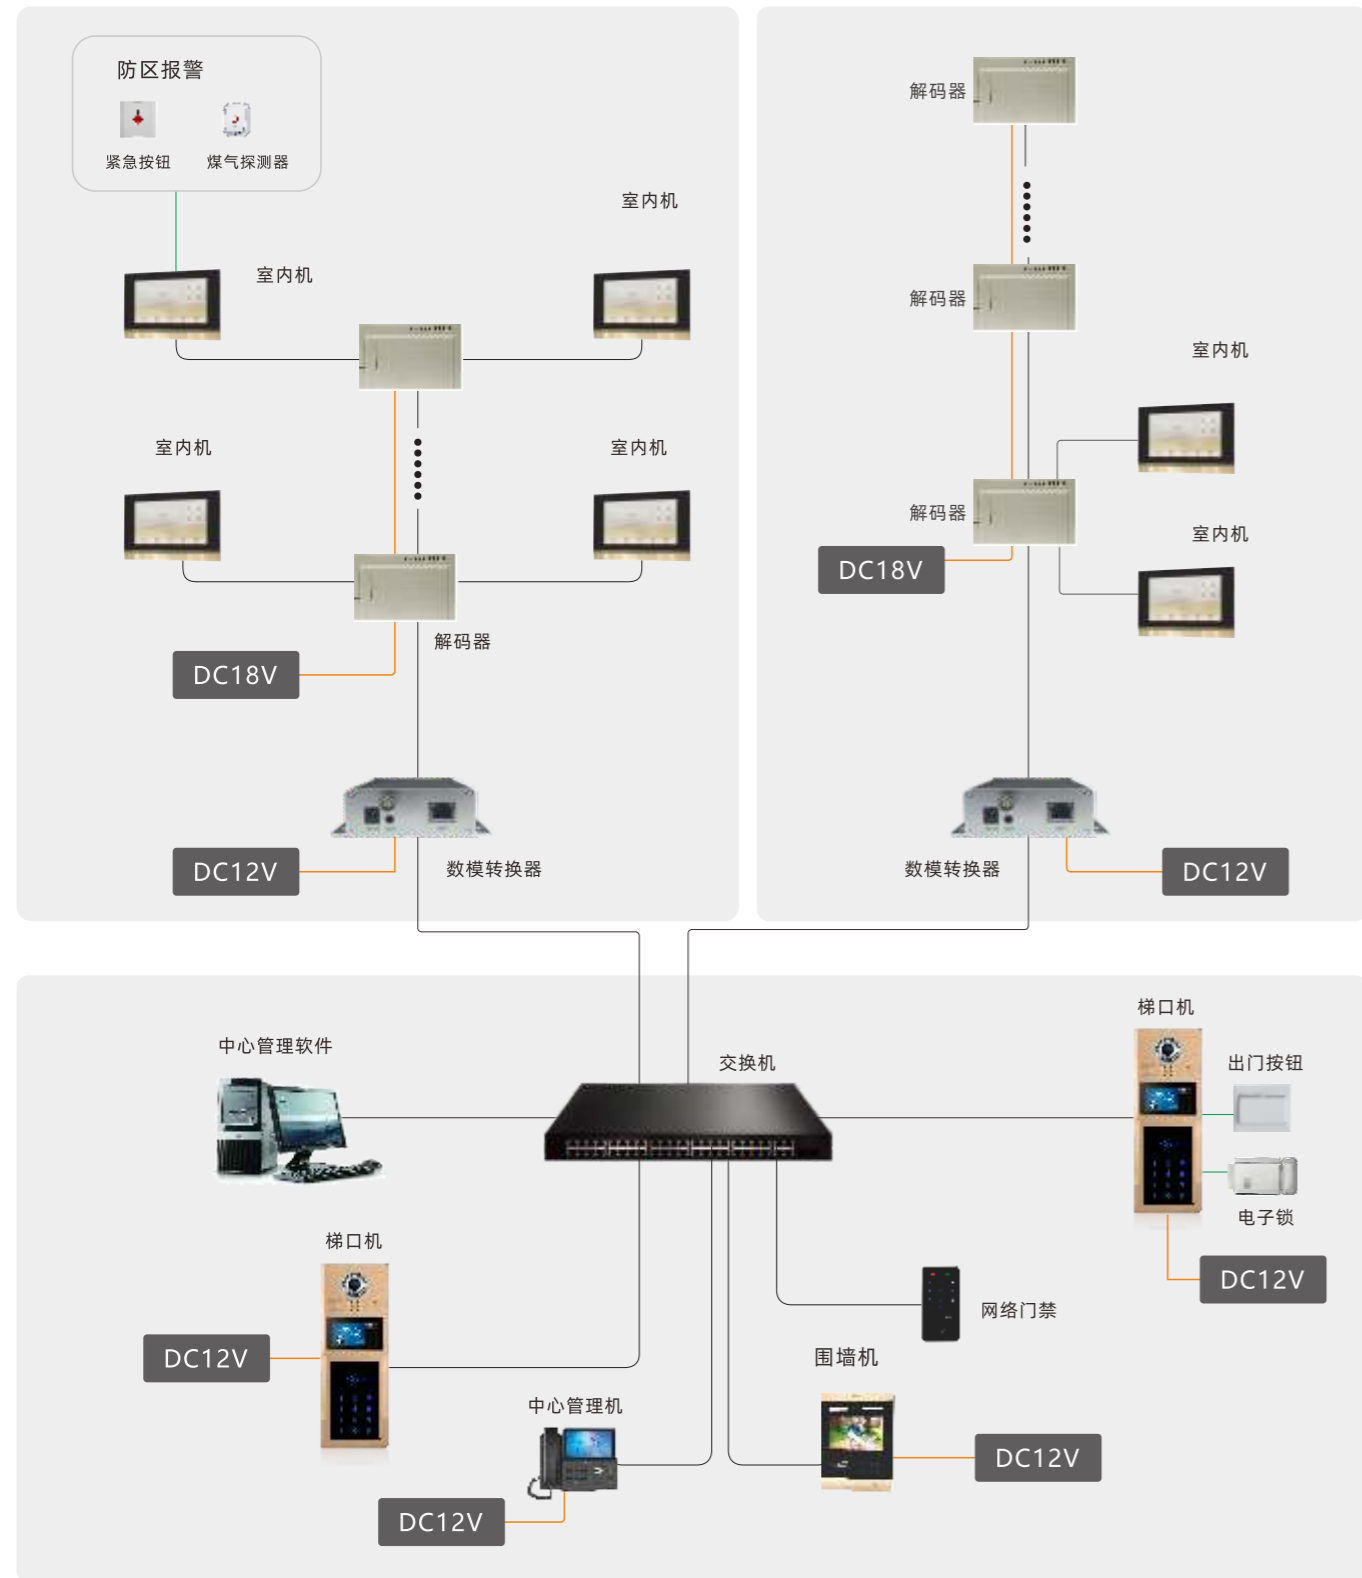 防区报警
紧急按钮
煤气探测器
室内机
室内机
室内机
室内机
解码器
DC18V
DC12V
数模转换器
解码器
解码器
室内机
解码器
室内机
DC18V
数模转换器
DC12V
中心管理软件
交换机
梯口机
出门按钮
电子锁
DC12V
梯口机
DC12V
网络门禁
围墙机
中心管理机
DC12V
DC12V